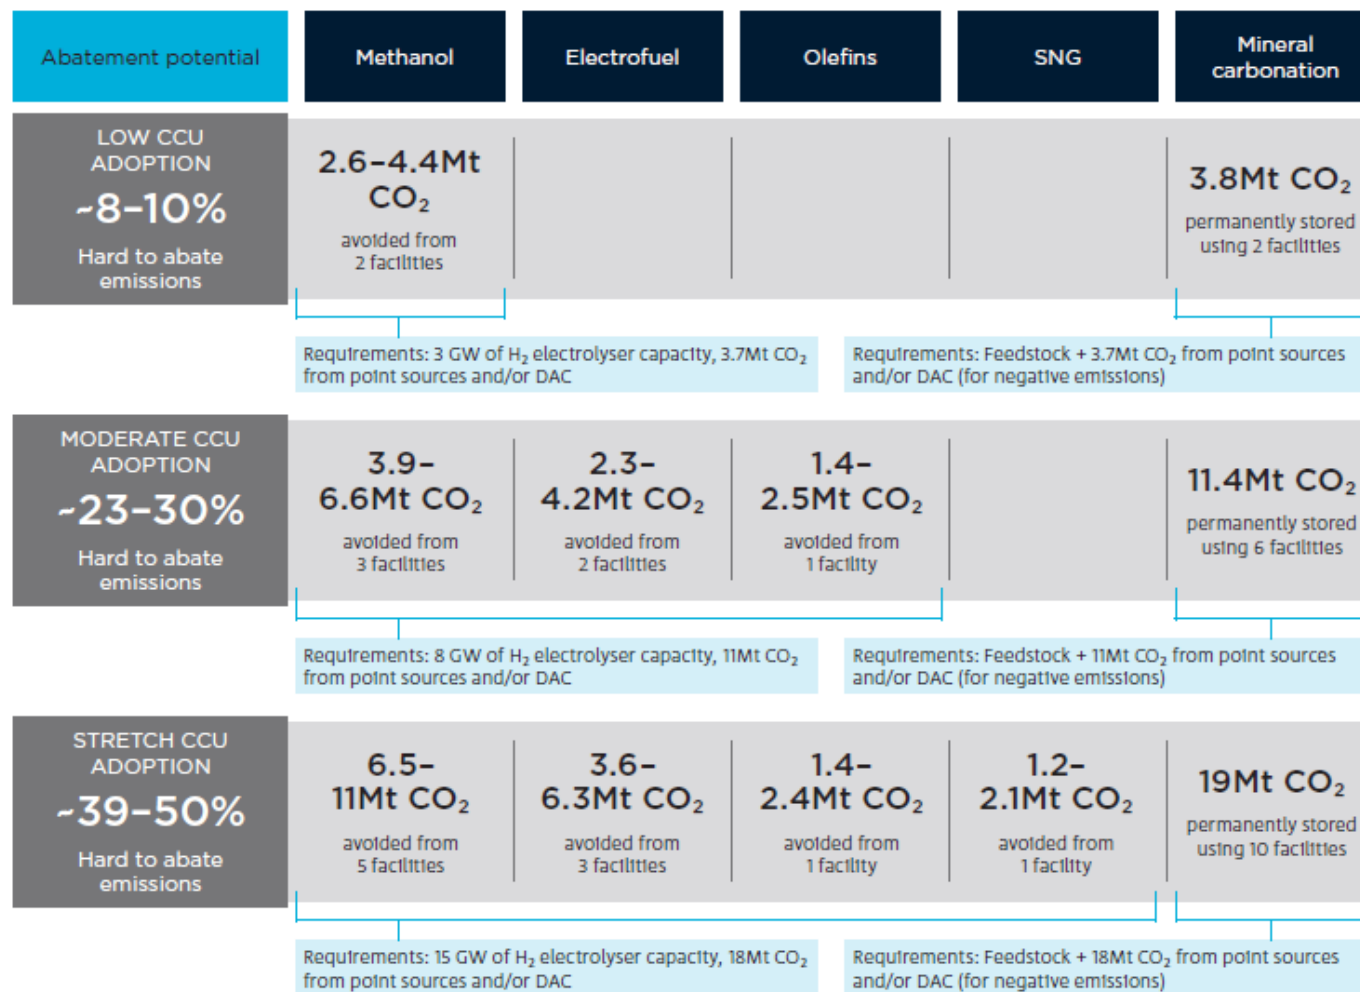 Abatement potential
Methanol
Electrofuel
Olefins
SNG
Mineral
carbonation
LOW CCU
ADOPTION
~8–10%
Hard to abate
emissions
2.6–4.4Mt
CO₂
avoided from
2 facilities
3.8Mt CO₂
permanently stored
using 2 facilities
Requirements: 3 GW of H₂ electrolyser capacity, 3.7Mt CO₂
from point sources and/or DAC
Requirements: Feedstock + 3.7Mt CO₂ from point sources
and/or DAC (for negative emissions)
MODERATE CCU
ADOPTION
~23–30%
Hard to abate
emissions
3.9–
6.6Mt CO₂
avoided from
3 facilities
2.3–
4.2Mt CO₂
avoided from
2 facilities
1.4–
2.5Mt CO₂
avoided from
1 facility
11.4Mt CO₂
permanently stored
using 6 facilities
Requirements: 8 GW of H₂ electrolyser capacity, 11Mt CO₂
from point sources and/or DAC
Requirements: Feedstock + 11Mt CO₂ from point sources
and/or DAC (for negative emissions)
STRETCH CCU
ADOPTION
~39–50%
Hard to abate
emissions
6.5–
11Mt CO₂
avoided from
5 facilities
3.6–
6.3Mt CO₂
avoided from
3 facilities
1.4–
2.4Mt CO₂
avoided from
1 facility
1.2–
2.1Mt CO₂
avoided from
1 facility
19Mt CO₂
permanently stored
using 10 facilities
Requirements: 15 GW of H₂ electrolyser capacity, 18Mt CO₂
from point sources and/or DAC
Requirements: Feedstock + 18Mt CO₂ from point sources
and/or DAC (for negative emissions)